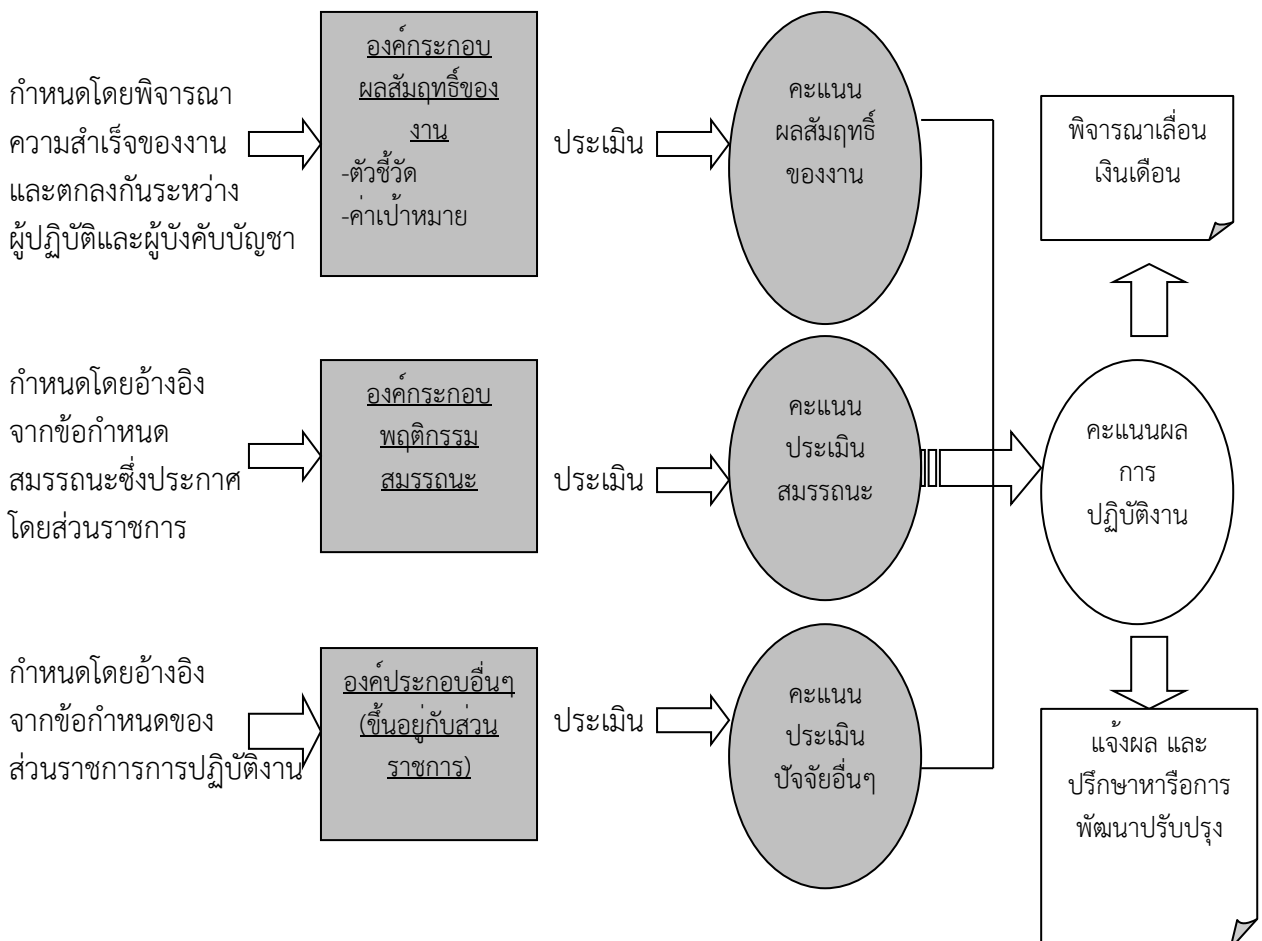 กำหนดโดยพิจารณา
ความสำเร็จของงาน
และตกลงกันระหว่าง
ผู้ปฏิบัติและผู้บังคับบัญชา
องค์กระกอบ
ผลสัมฤทธิ์ของ
งาน
-ตัวชี้วัด
-ค่าเป้าหมาย
ประเมิน
คะแนน
ผลสัมฤทธิ์
ของงาน
พิจารณาเลื่อน
เงินเดือน
กำหนดโดยอ้างอิง
จากข้อกำหนด
สมรรถนะซึ่งประกาศ
โดยส่วนราชการ
องค์กระกอบ
พฤติกรรม
สมรรถนะ
ประเมิน
คะแนน
ประเมิน
สมรรถนะ
คะแนนผล
การ
ปฏิบัติงาน
กำหนดโดยอ้างอิง
จากข้อกำหนดของ
ส่วนราชการการปฏิบัติงาน
องค์ประกอบอื่นๆ
(ขึ้นอยู่กับส่วน
ราชการ)
ประเมิน
คะแนน
ประเมิน
ปัจจัยอื่นๆ
แจ้งผล และ
ปรึกษาหารือการ
พัฒนาปรับปรุง